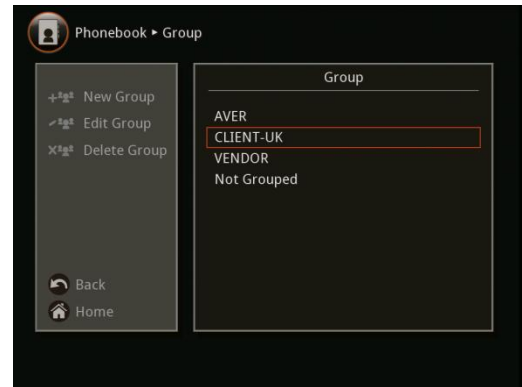 Phonebook ▸ Group
New Group
Edit Group
Delete Group
Back
Home
Group
AVER
CLIENT-UK
VENDOR
Not Grouped